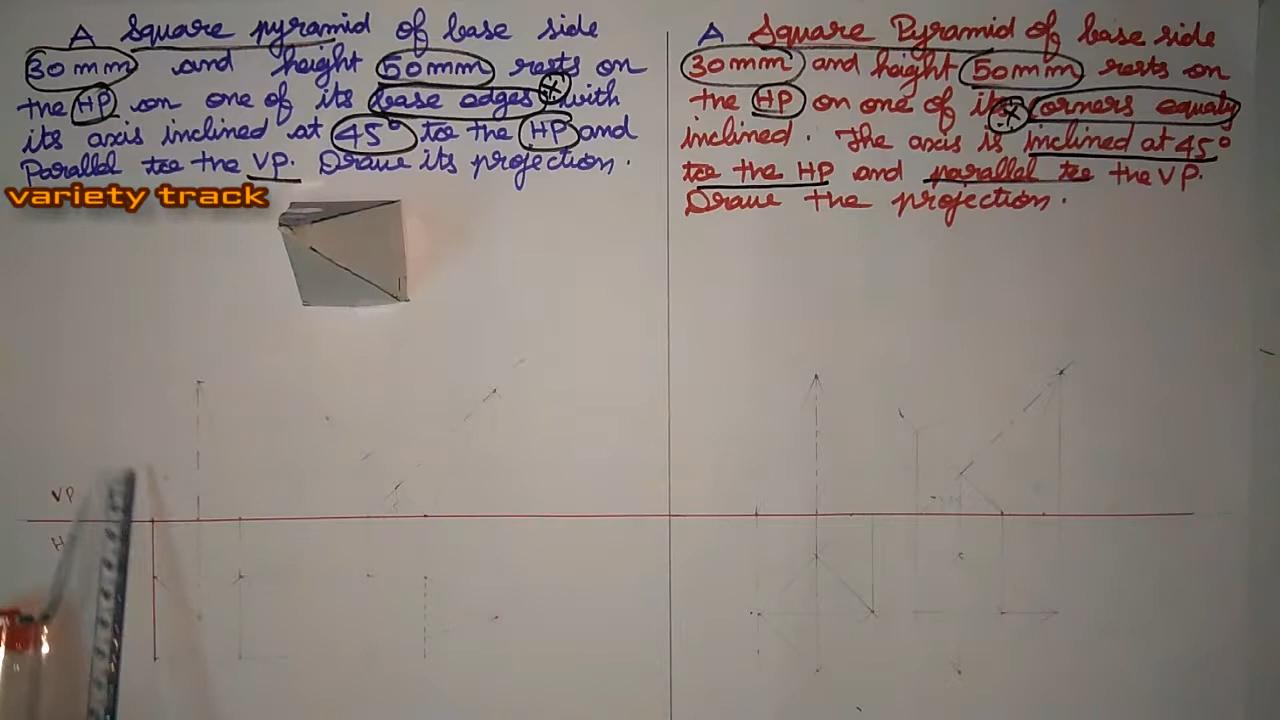 A Square pyramid of base side
30mm and height 50mm rests on
the HP on one of its base edges with
its axis inclined at 45° to the HP and
Parallel to the VP. Draw its projection.
variety track
A Square Pyramid of base side
30mm and height 50mm rests on
the HP on one of its corners equaly
inclined. The axis is inclined at 45°
to the HP and parallel to the VP.
Draw the projection.
VP
H